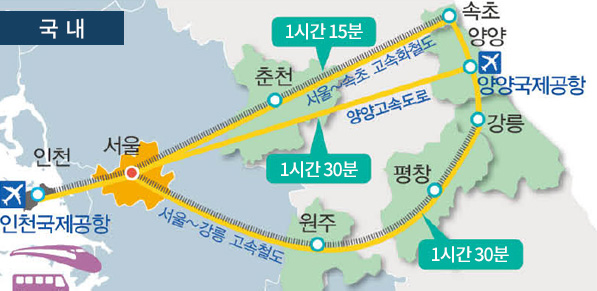 국 내
1시간 15분
속초
양양
양양국제공항
춘천
서울~속초 고속화철도
양양고속도로
강릉
서울
인천
1시간 30분
평창
인천국제공항
원주
서울~강릉 고속철도
1시간 30분